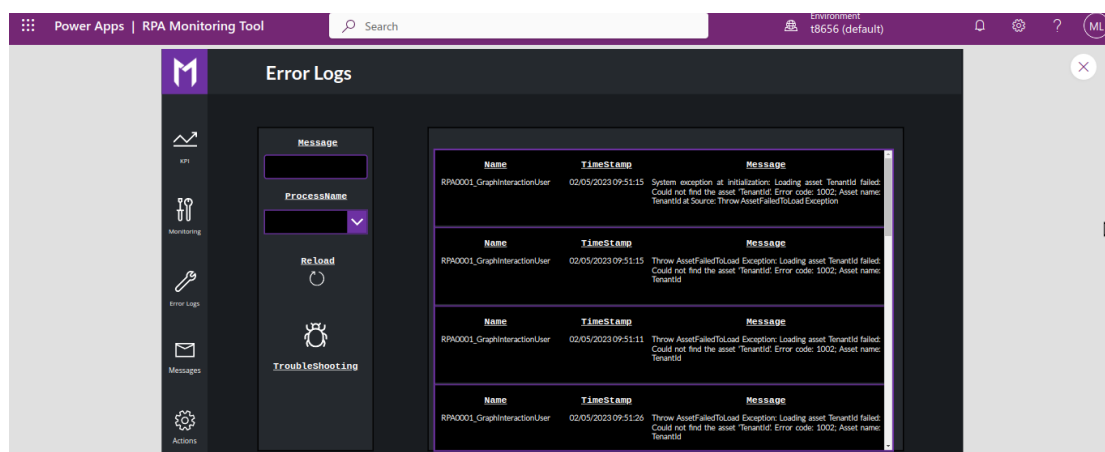 Power Apps | RPA Monitoring Tool
Search
Environment
t8656 (default)
?
ML
M
Error Logs
KPI
Monitoring
Error Logs
Messages
Actions
Message
ProcessName
Reload
TroubleShooting
Name TimeStamp Message
RPA0001_GraphInteractionUser 02/05/2023 09:51:15 System exception at initialization: Loading asset TenantId failed:
Could not find the asset 'TenantId'. Error code: 1002; Asset name:
TenantId at Source: Throw AssetFailedToLoad Exception
Name TimeStamp Message
RPA0001_GraphInteractionUser 02/05/2023 09:51:15 Throw AssetFailedToLoad Exception: Loading asset TenantId failed:
Could not find the asset 'TenantId'. Error code: 1002; Asset name:
TenantId
Name TimeStamp Message
RPA0001_GraphInteractionUser 02/05/2023 09:51:11 Throw AssetFailedToLoad Exception: Loading asset TenantId failed:
Could not find the asset 'TenantId'. Error code: 1002; Asset name:
TenantId
Name TimeStamp Message
RPA0001_GraphInteractionUser 02/05/2023 09:51:26 Throw AssetFailedToLoad Exception: Loading asset TenantId failed:
Could not find the asset 'TenantId'. Error code: 1002; Asset name:
TenantId